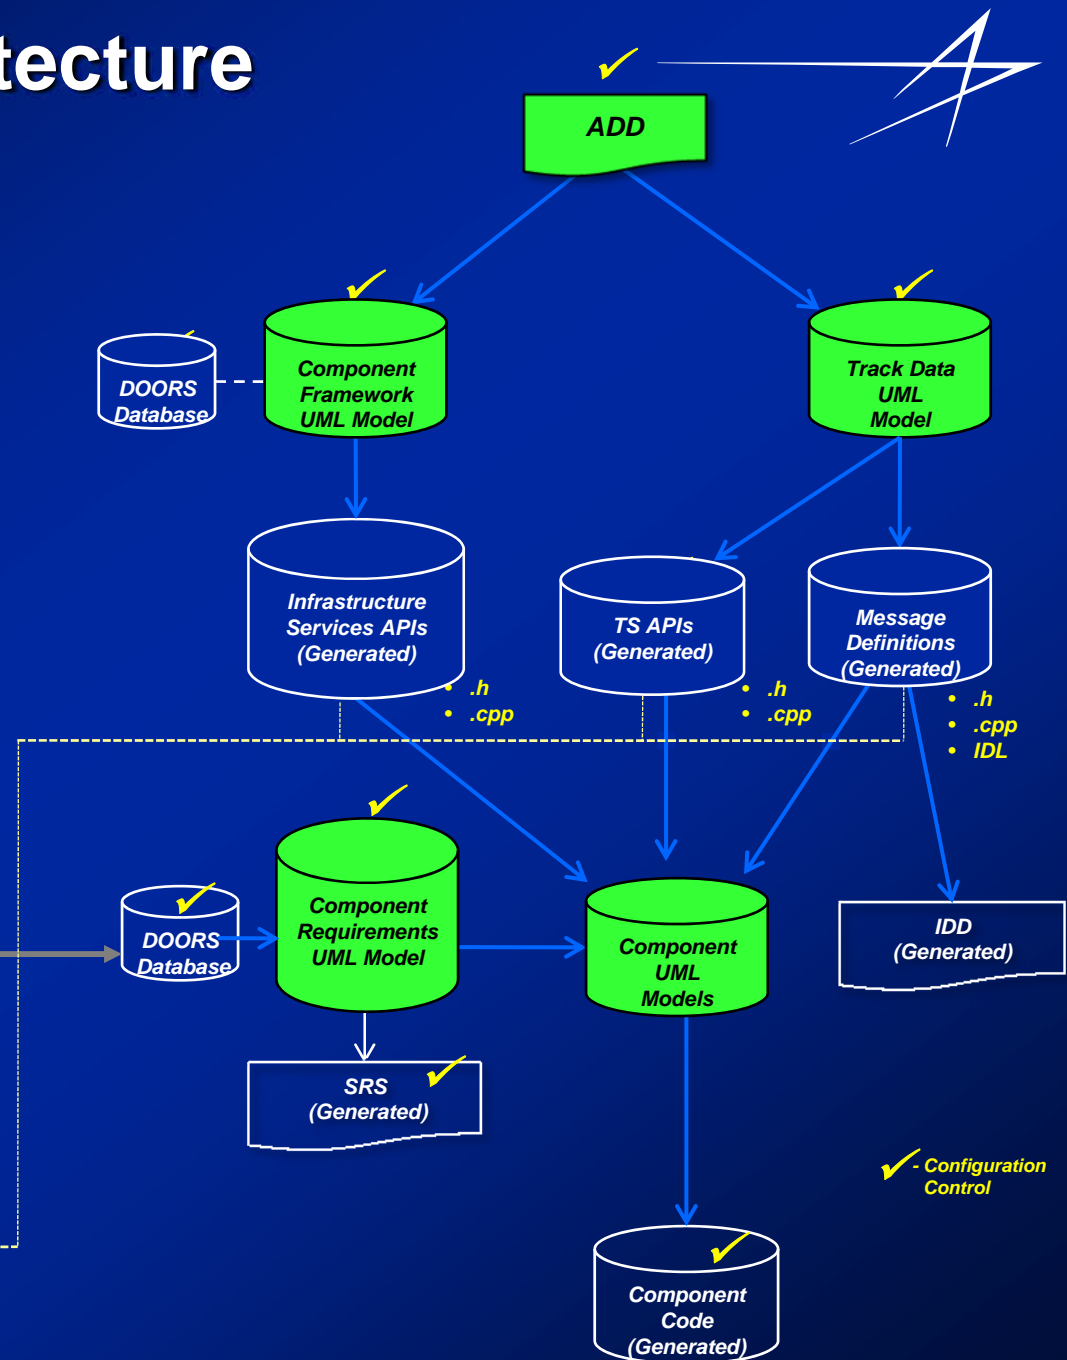 tecture
ADD
DOORS
Database
Component
Framework
UML Model
Track Data
UML
Model
Infrastructure
Services APIs
(Generated)
• .h
• .cpp
TS APIs
(Generated)
• .h
• .cpp
Message
Definitions
(Generated)
• .h
• .cpp
• IDL
DOORS
Database
Component
Requirements
UML Model
Component
UML
Models
IDD
(Generated)
SRS
(Generated)
- Configuration
Control
Component
Code
(Generated)